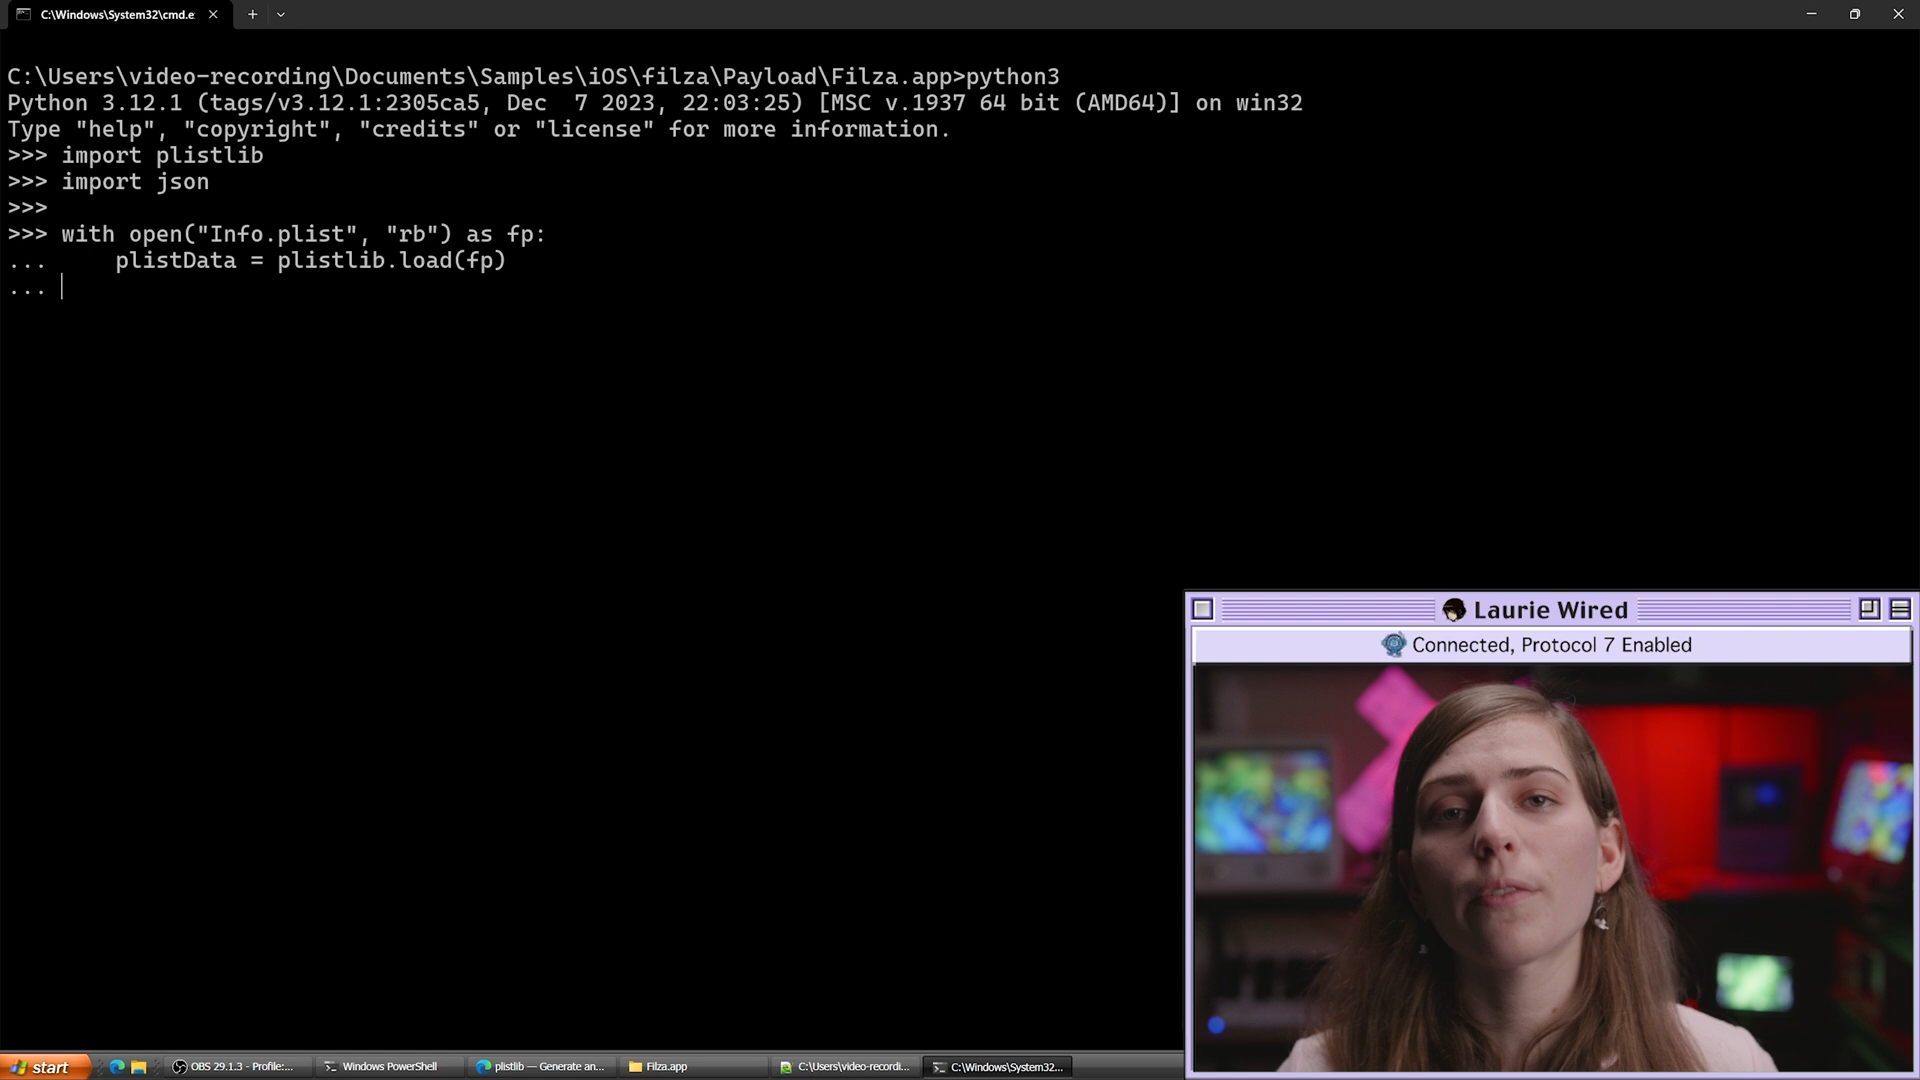 C:\Windows\System32\cmd.e
C:\Users\video-recording\Documents\Samples\iOS\filza\Payload\Filza.app>python3
Python 3.12.1 (tags/v3.12.1:2305ca5, Dec  7 2023, 22:03:25) [MSC v.1937 64 bit (AMD64)] on win32
Type "help", "copyright", "credits" or "license" for more information.
>>> import plistlib
>>> import json
>>>
>>> with open("Info.plist", "rb") as fp:
...     plistData = plistlib.load(fp)
...
Laurie Wired
Connected, Protocol 7 Enabled
start
OBS 29.1.3 - Profile:...
Windows PowerShell
plistlib — Generate an...
Filza.app
C:\Users\video-recordi...
C:\Windows\System32...